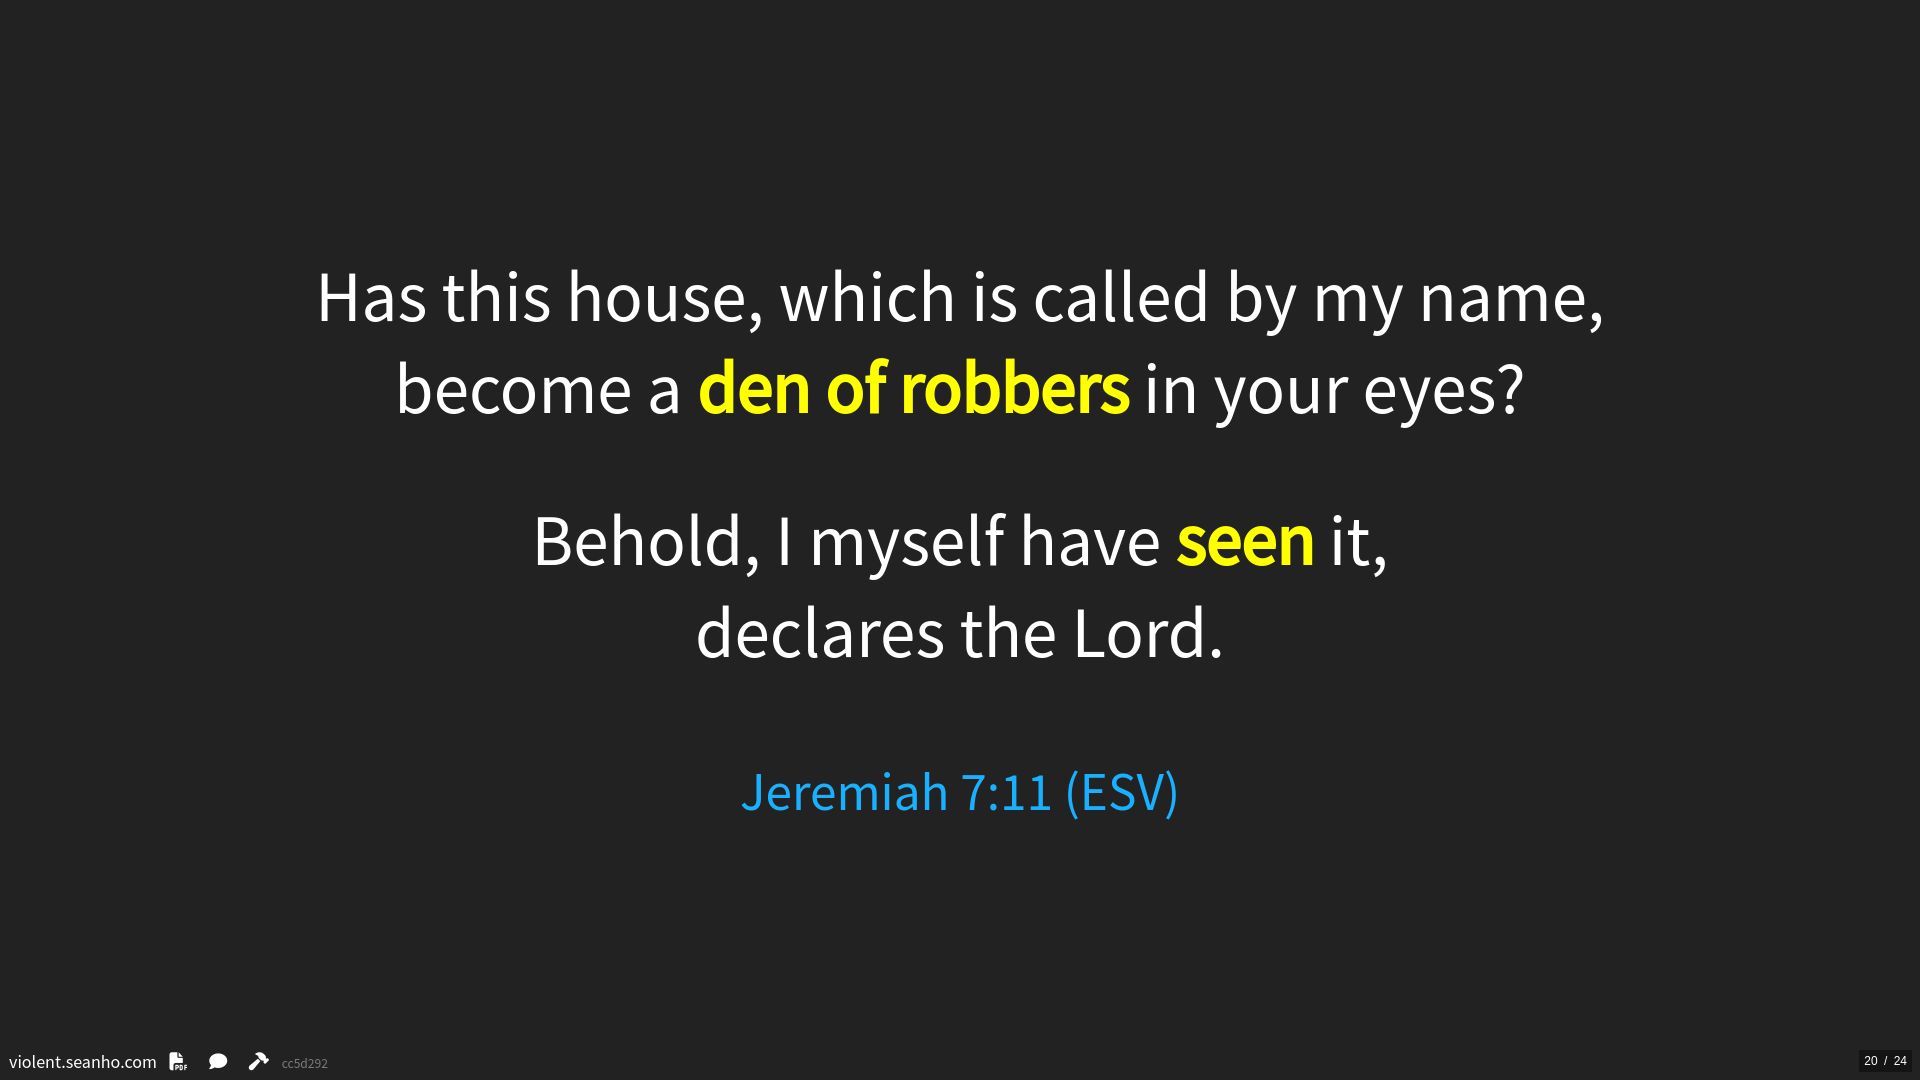 Has this house, which is called by my name,
become a den of robbers in your eyes?
Behold, I myself have seen it,
declares the Lord.
Jeremiah 7:11 (ESV)
violent.seanho.com PDF cc5d292
20 / 24